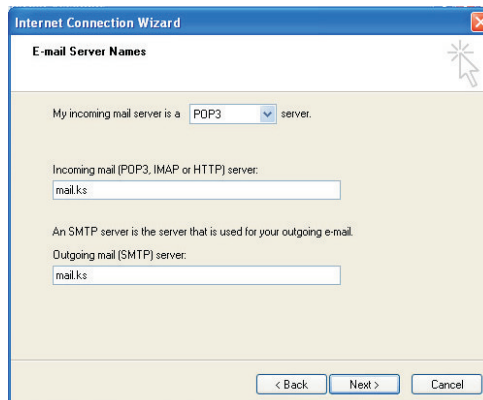 Internet Connection Wizard
E-mail Server Names
My incoming mail server is a POP3 server.
Incoming mail (POP3, IMAP or HTTP) server:
mail.ks
An SMTP server is the server that is used for your outgoing e-mail.
Outgoing mail (SMTP) server:
mail.ks
< Back Next > Cancel